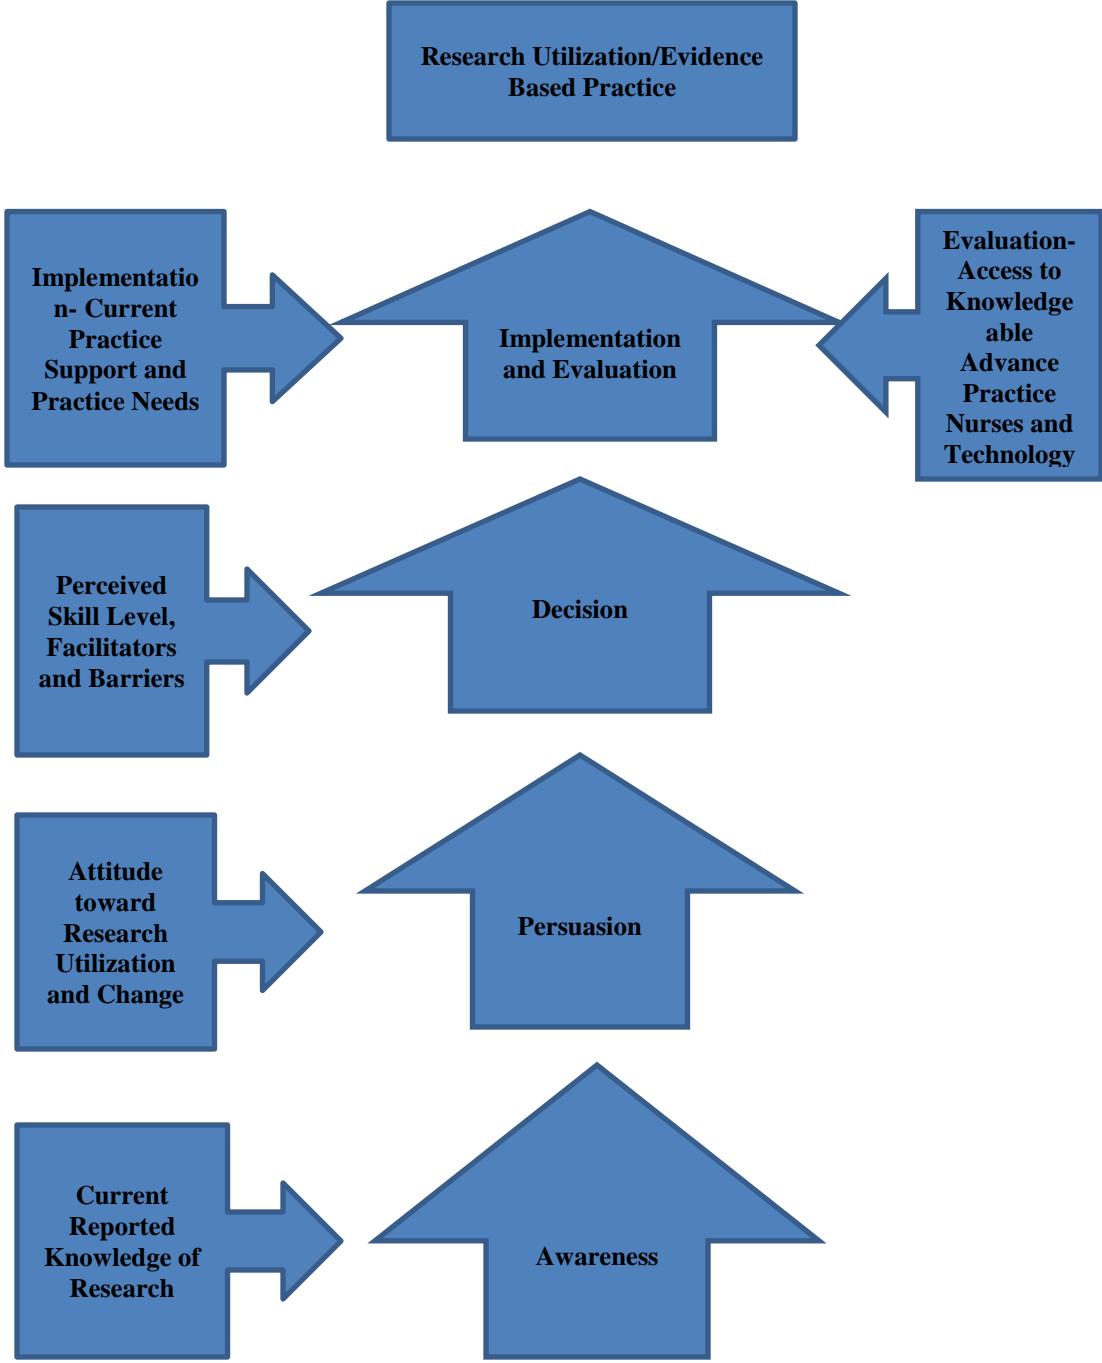 Research Utilization/Evidence
Based Practice
Implementatio
n- Current
Practice
Support and
Practice Needs
Implementation
and Evaluation
Evaluation-
Access to
Knowledge
able
Advance
Practice
Nurses and
Technology
Perceived
Skill Level,
Facilitators
and Barriers
Decision
Attitude
toward
Research
Utilization
and Change
Persuasion
Current
Reported
Knowledge of
Research
Awareness